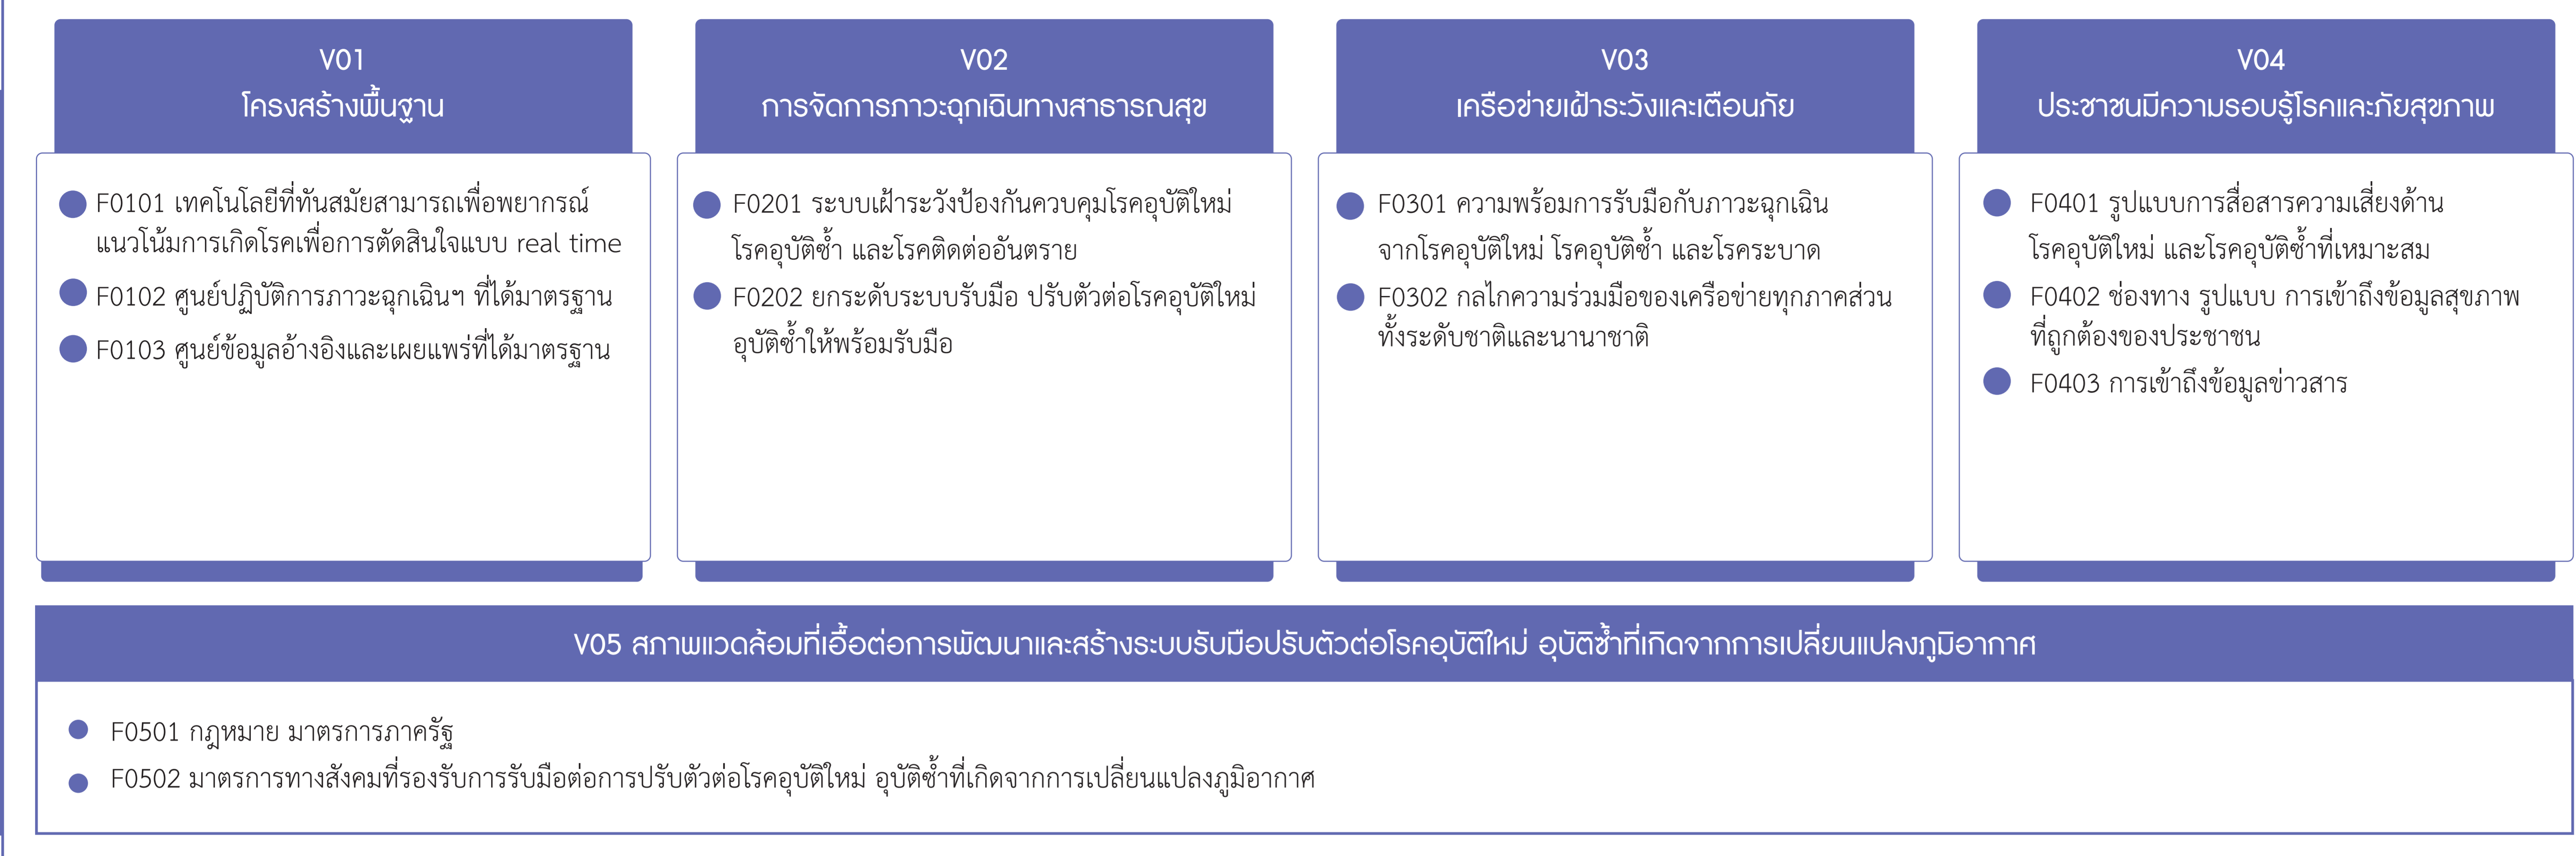 V01
โครงสร้างพื้นฐาน
F0101 เทคโนโลยีที่ทันสมัยสามารถเพื่อพยากรณ์
แนวโน้มการเกิดโรคเพื่อการตัดสินใจแบบ real time
F0102 ศูนย์ปฏิบัติการภาวะฉุกเฉินฯ ที่ได้มาตรฐาน
F0103 ศูนย์ข้อมูลอ้างอิงและเผยแพร่ที่ได้มาตรฐาน
V02
การจัดการภาวะฉุกเฉินทางสาธารณสุข
F0201 ระบบเฝ้าระวังป้องกันควบคุมโรคอุบัติใหม่
โรคอุบัติซ้ำ และโรคติดต่ออันตราย
F0202 ยกระดับระบบรับมือ ปรับตัวต่อโรคอุบัติใหม่
อุบัติซ้ำให้พร้อมรับมือ
V03
เครือข่ายเฝ้าระวังและเตือนภัย
F0301 ความพร้อมการรับมือกับภาวะฉุกเฉิน
จากโรคอุบัติใหม่ โรคอุบัติซ้ำ และโรคระบาด
F0302 กลไกความร่วมมือของเครือข่ายทุกภาคส่วน
ทั้งระดับชาติและนานาชาติ
V04
ประชาชนมีความรอบรู้โรคและภัยสุขภาพ
F0401 รูปแบบการสื่อสารความเสี่ยงด้าน
โรคอุบัติใหม่ และโรคอุบัติซ้ำที่เหมาะสม
F0402 ช่องทาง รูปแบบ การเข้าถึงข้อมูลสุขภาพ
ที่ถูกต้องของประชาชน
F0403 การเข้าถึงข้อมูลข่าวสาร
V05 สภาพแวดล้อมที่เอื้อต่อการพัฒนาและสร้างระบบรับมือปรับตัวต่อโรคอุบัติใหม่ อุบัติซ้ำที่เกิดจากการเปลี่ยนแปลงภูมิอากาศ
F0501 กฎหมาย มาตรการภาครัฐ
F0502 มาตรการทางสังคมที่รองรับการรับมือต่อการปรับตัวต่อโรคอุบัติใหม่ อุบัติซ้ำที่เกิดจากการเปลี่ยนแปลงภูมิอากาศ